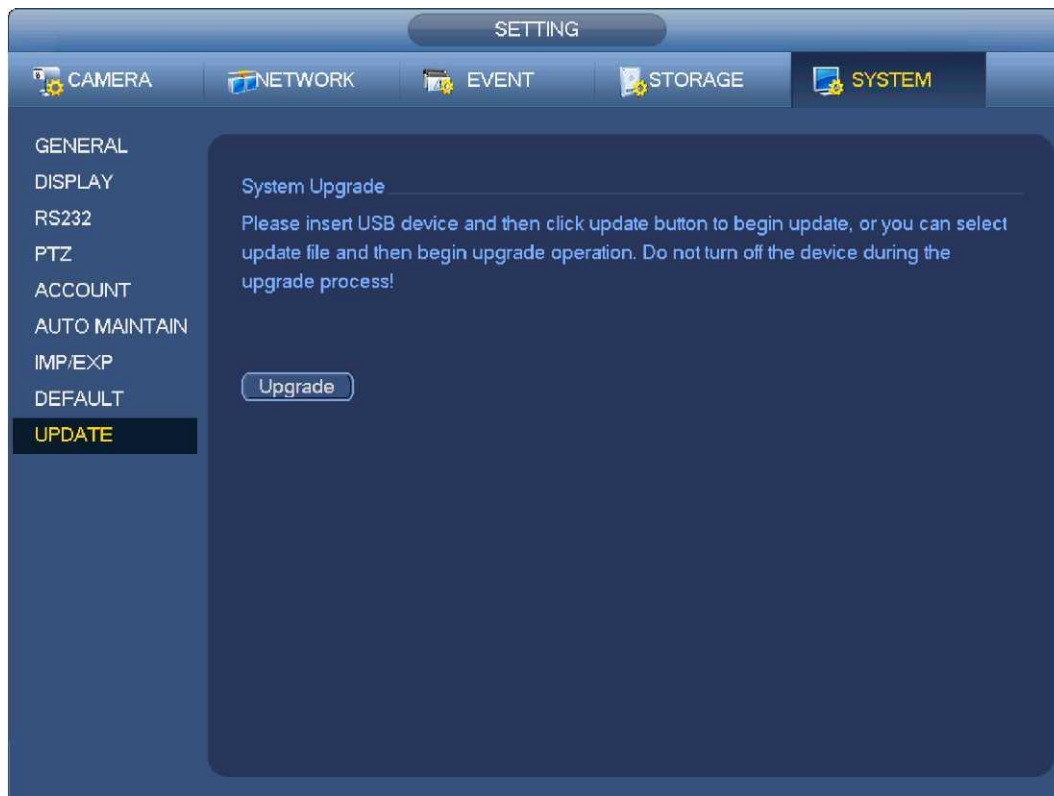 SETTING
CAMERA NETWORK EVENT STORAGE SYSTEM
GENERAL
DISPLAY
RS232
PTZ
ACCOUNT
AUTO MAINTAIN
IMP/EXP
DEFAULT
UPDATE
System Upgrade
Please insert USB device and then click update button to begin update, or you can select
update file and then begin upgrade operation. Do not turn off the device during the
upgrade process!
Upgrade